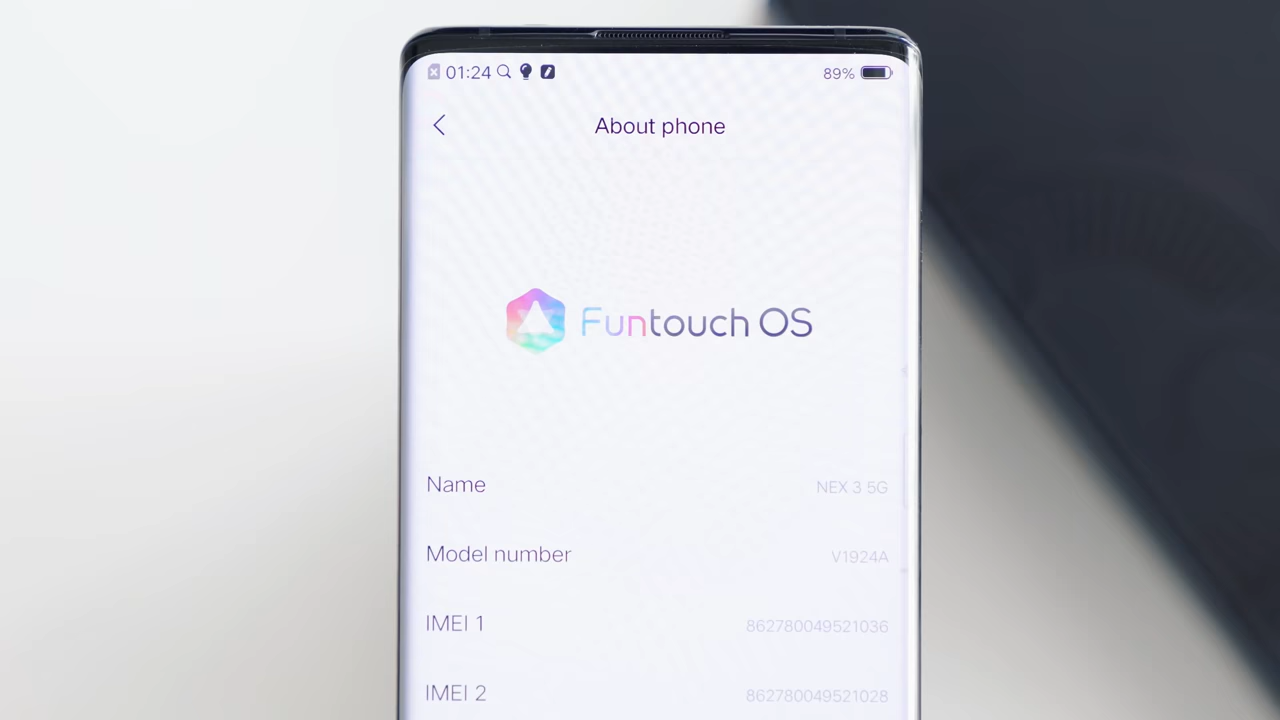 01:24 89%
About phone
Funtouch OS
Name NEX 3 5G
Model number V1924A
IMEI 1 862780049521036
IMEI 2 862780049521028